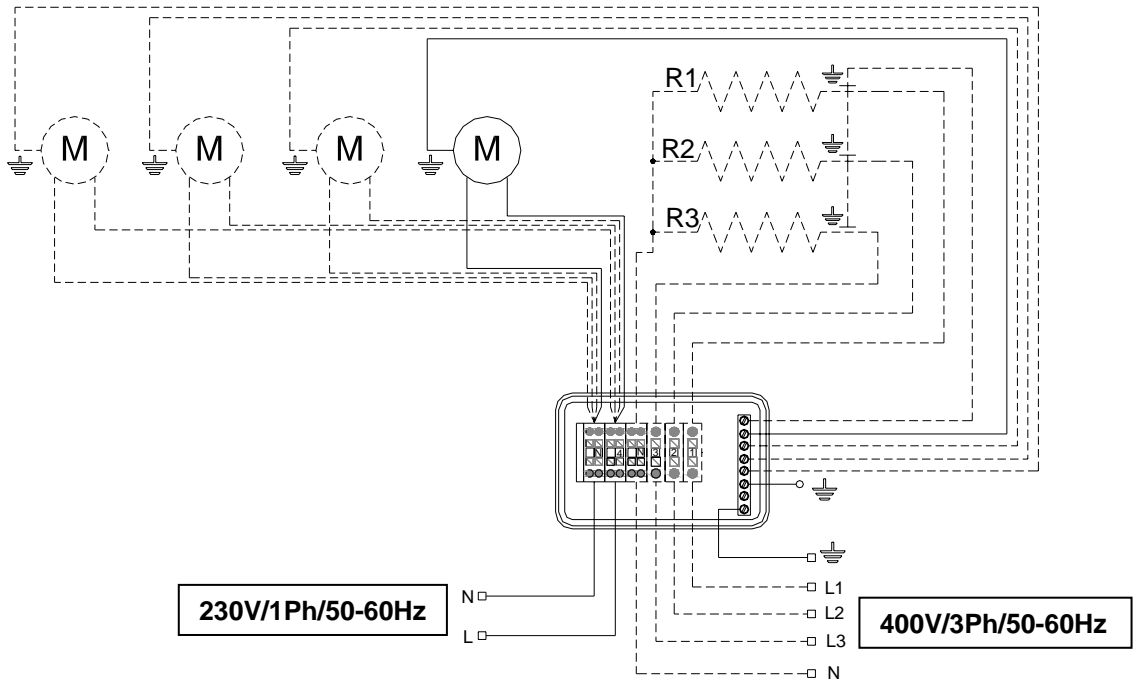 R1
R2
R3
M M M M
N 4 N 3 2 1
L1
230V/1Ph/50-60Hz
N
L
L2
L3
N
400V/3Ph/50-60Hz